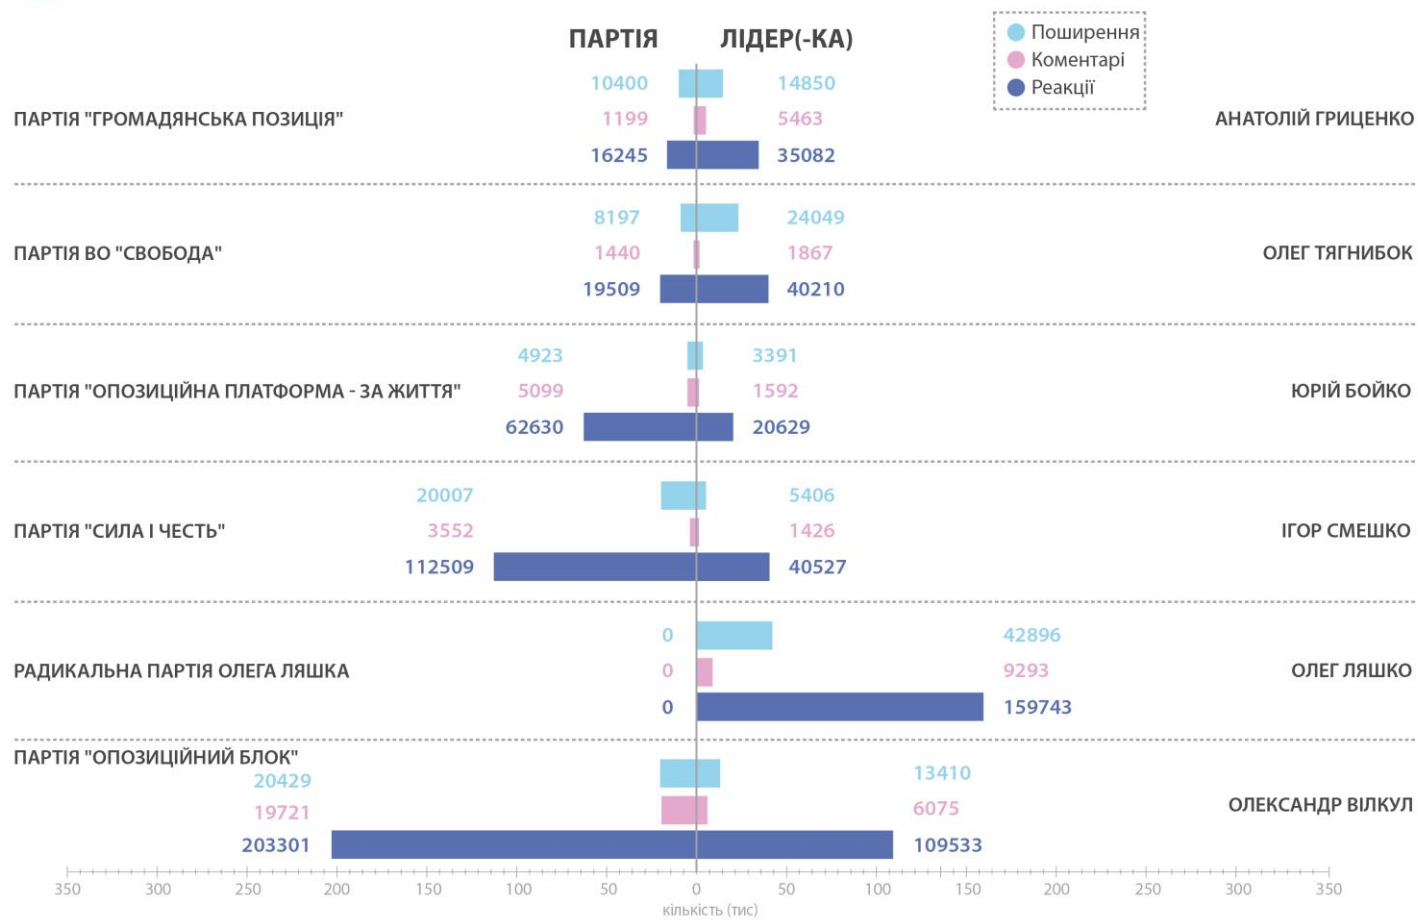 ПАРТІЯ ЛІДЕР(-КА)
Поширення
Коментарі
Реакції
10400 14850
ПАРТІЯ "ГРОМАДЯНСЬКА ПОЗИЦІЯ" 1199 5463 АНАТОЛІЙ ГРИЦЕНКО
16245 35082
8197 24049
ПАРТІЯ ВО "СВОБОДА" 1440 1867 ОЛЕГ ТЯГНИБОК
19509 40210
4923 3391
ПАРТІЯ "ОПОЗИЦІЙНА ПЛАТФОРМА - ЗА ЖИТТЯ" 5099 1592 ЮРІЙ БОЙКО
62630 20629
20007 5406
ПАРТІЯ "СИЛА І ЧЕСТЬ" 3552 1426 ІГОР СМЕШКО
112509 40527
0 42896
РАДИКАЛЬНА ПАРТІЯ ОЛЕГА ЛЯШКА 0 9293 ОЛЕГ ЛЯШКО
0 159743
ПАРТІЯ "ОПОЗИЦІЙНИЙ БЛОК"
20429 13410
19721 6075 ОЛЕКСАНДР ВІЛКУЛ
203301 109533
350 300 250 200 150 100 50 0 50 100 150 200 250 300 350
кількість (тис)